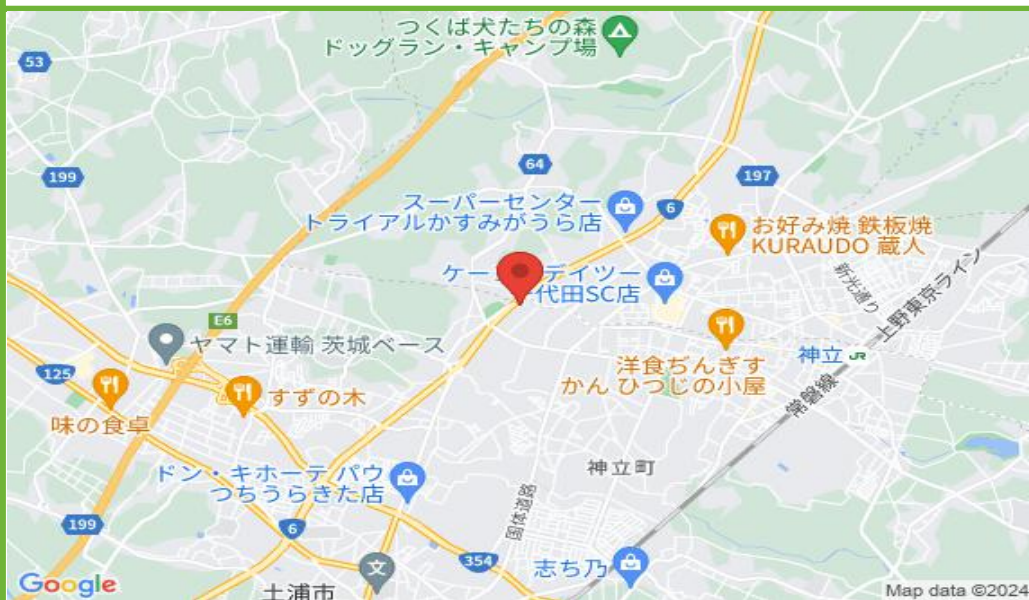 つくば犬たちの森
ドッグラン・キャンプ場
53
64
197
199
スーパーセンター
トライアルかすみがうら店
6
お好み焼 鉄板焼
KURAUDO 蔵人
新光通り
上野東京ライン
代田SC店
E6
ヤマト運輸 茨城ベース
125
すずの木
味の食卓
洋食ぢんぎす
かん ひつじの小屋
神立 JR
常磐線
ドン・キホーテ パウ
つちうらきた店
神立町
国体道路
199
6
354
志ち乃
文
土浦市
Google
Map data ©2024